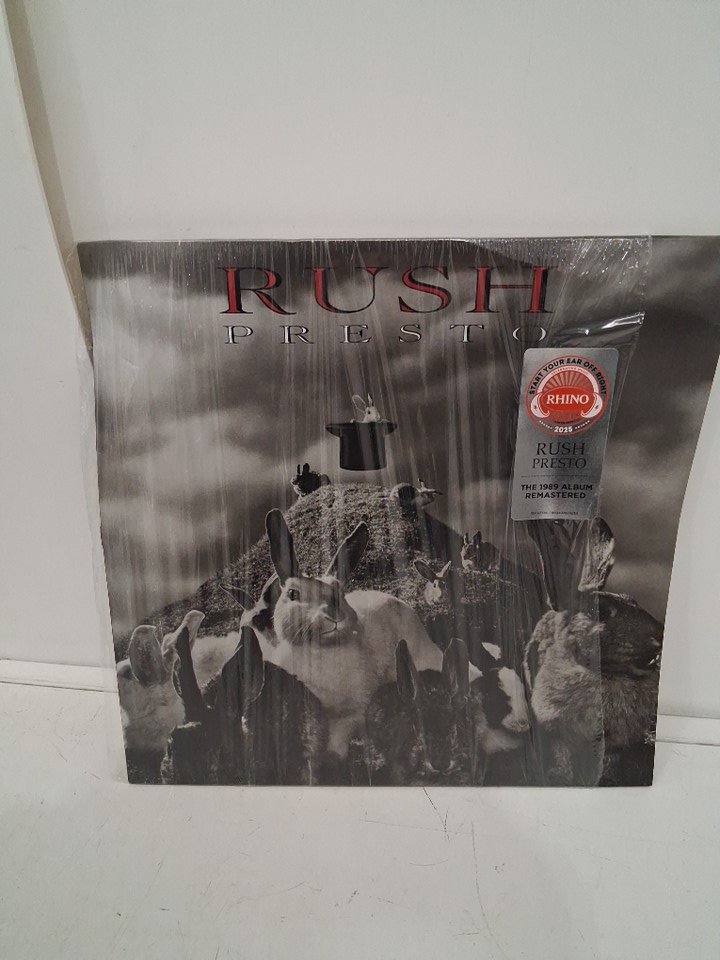 RUSH
PRESTO
START YOUR EAR OFF RIGHT
RHINO
2025
RUSH
PRESTO
THE 1989 ALBUM
REMASTERED